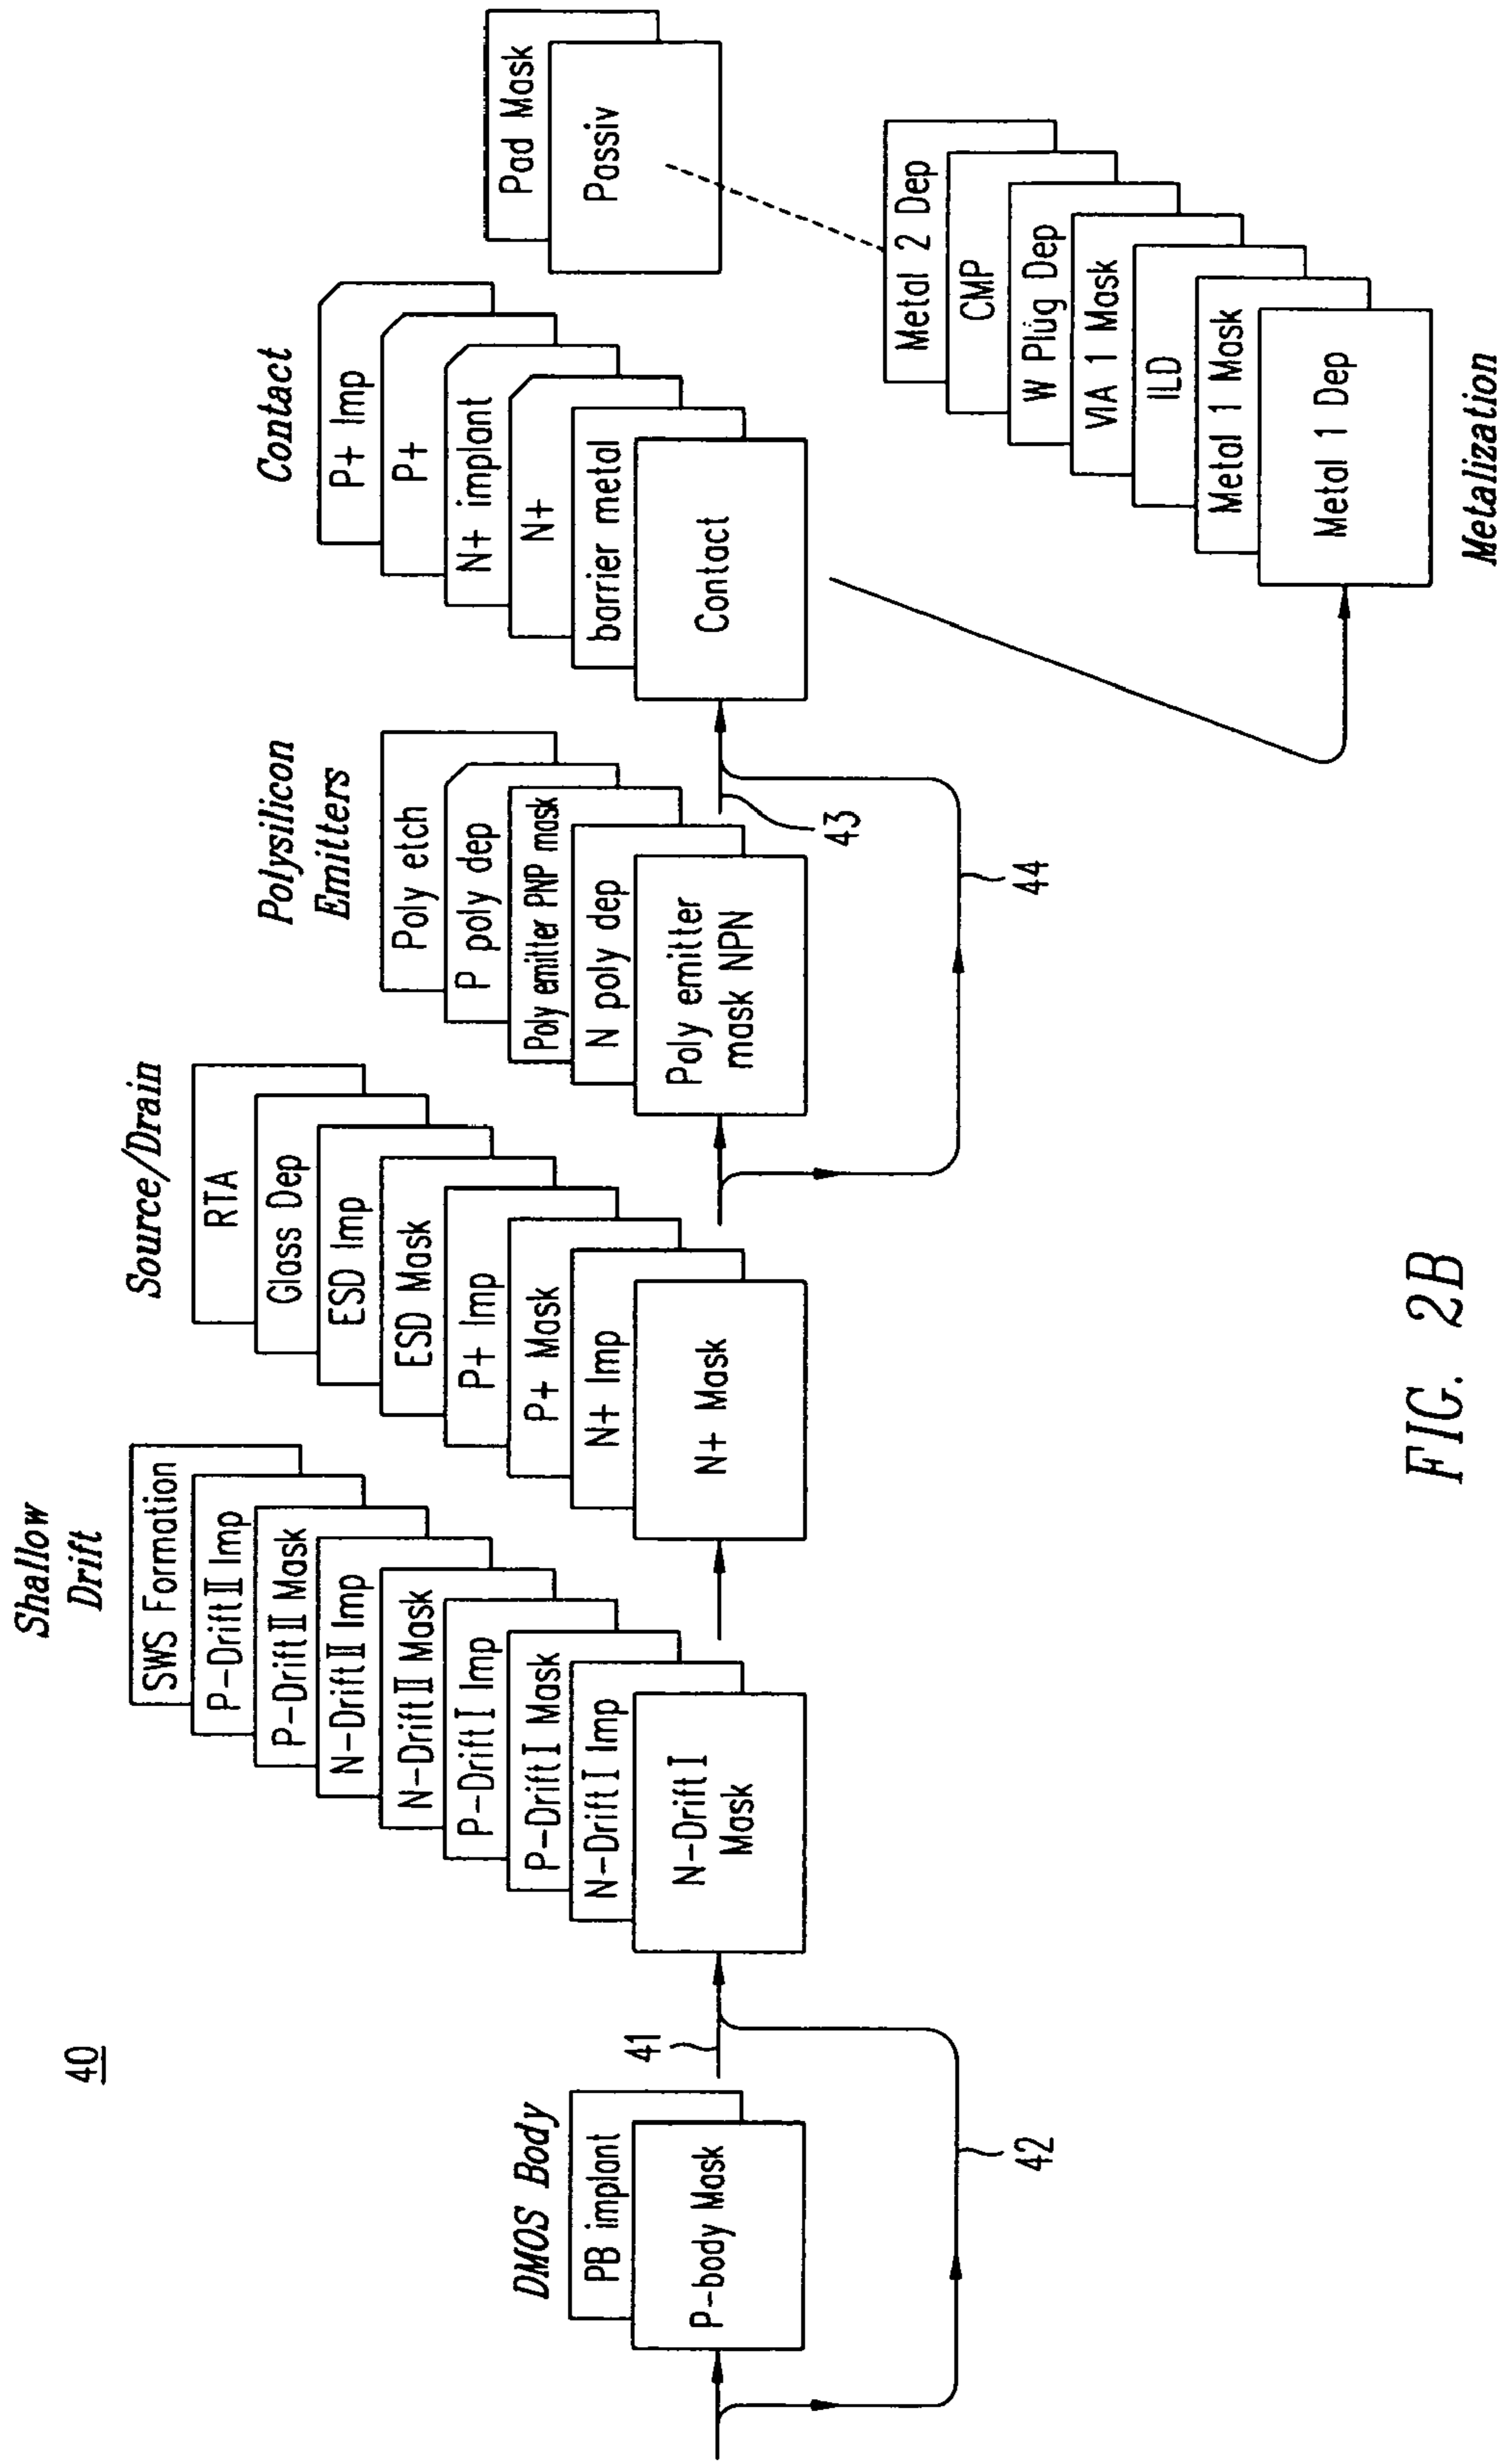 40
DMOS Body
PB implant
P-body Mask
41
42
Shallow
Drift
SWS Formation
P-Drift II Imp
P-Drift II Mask
N-Drift II Imp
N-Drift II Mask
P-Drift I Imp
P-Drift I Mask
N-Drift I Imp
N-Drift I
Mask
Source/Drain
RTA
Glass Dep
ESD Imp
ESD Mask
P+ Imp
P+ Mask
N+ Imp
N+ Mask
Polysilicon
Emitters
Poly etch
P poly dep
Poly emitter PNP mask
N poly dep
Poly emitter
mask NPN
43
44
Contact
P+ Imp
P+
N+ implant
N+
barrier metal
Contact
Pad Mask
Passiv
Metal 2 Dep
CMP
W Plug Dep
VIA 1 Mask
ILD
Metal 1 Mask
Metal 1 Dep
Metalization
FIG. 2B